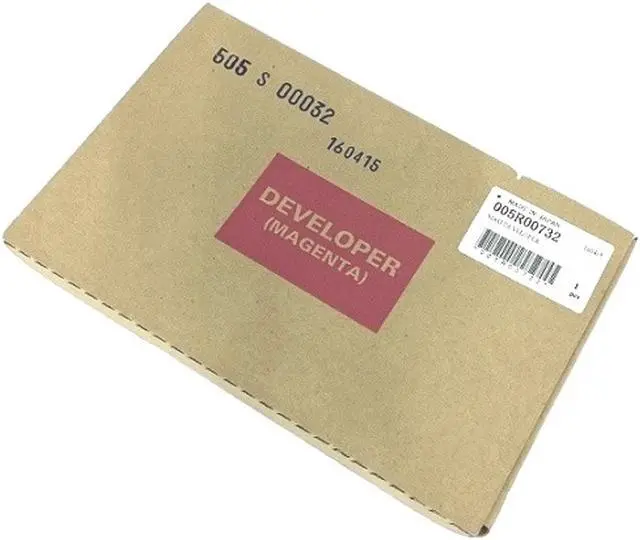 505 S 00032
160415
DEVELOPER
(MAGENTA)
MADE IN JAPAN
005R00732
1